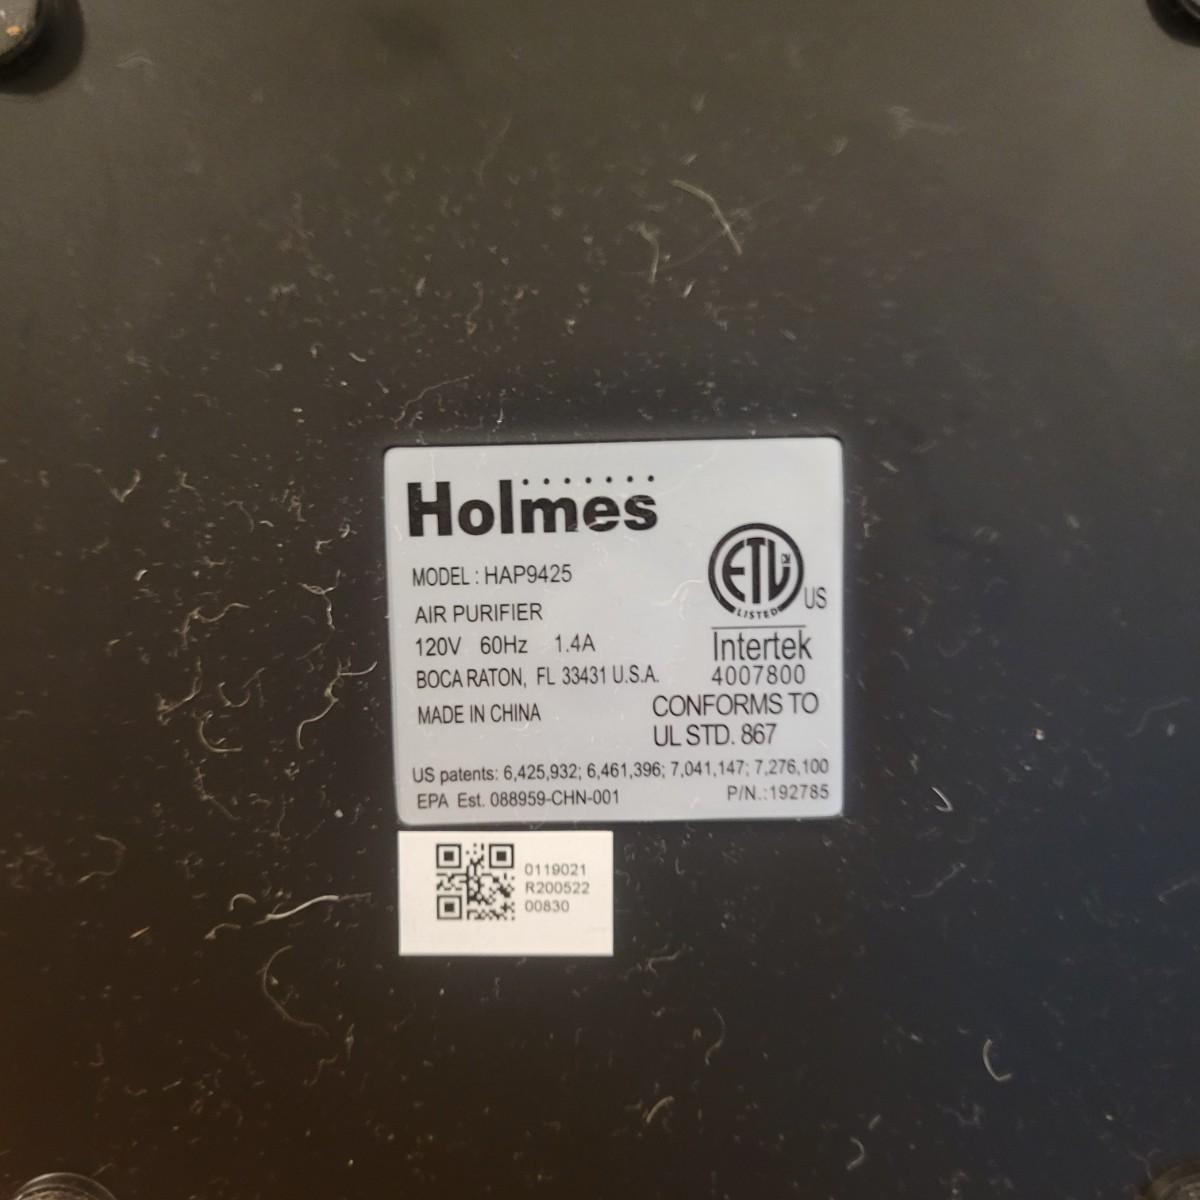 Holmes
MODEL : HAP9425
AIR PURIFIER
120V 60Hz 1.4A
BOCA RATON, FL 33431 U.S.A.
MADE IN CHINA
ETL CM
LISTED
US
Intertek
4007800
CONFORMS TO
UL STD. 867
US patents: 6,425,932; 6,461,396; 7,041,147; 7,276,100
EPA Est. 088959-CHN-001
P/N.:192785
0119021
R200522
00830